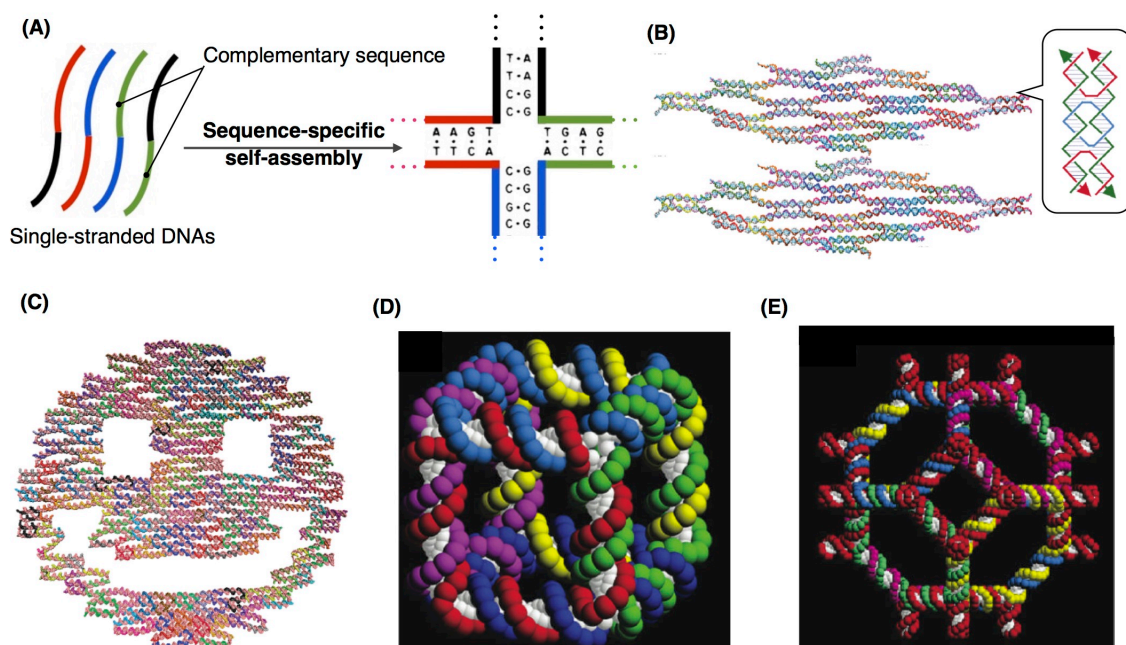 (A)
Complementary sequence
Sequence-specific
self-assembly
Single-stranded DNAs
T•A
T•A
C•G
C•G
A A G T
T T C A
T G A G
A C T C
C•G
C•G
G•C
C•G
(B)
(C)
(D)
(E)